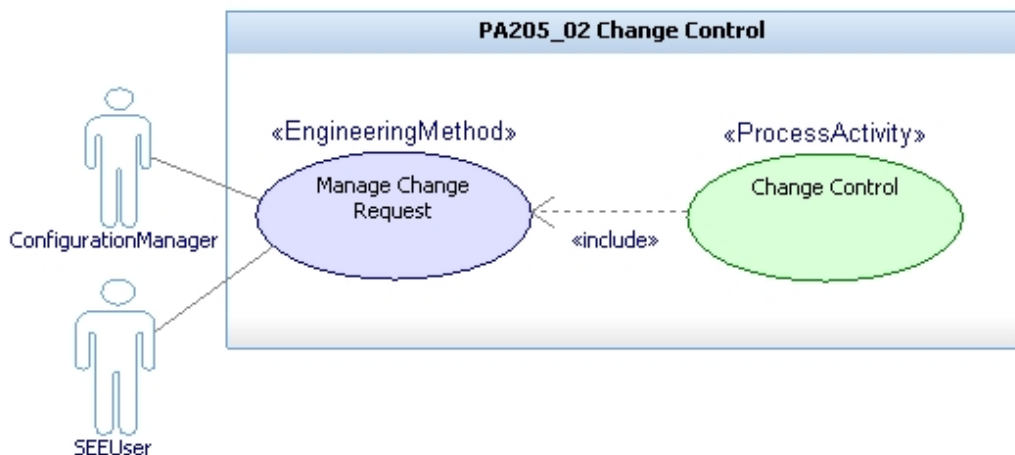 PA205_02 Change Control
«EngineeringMethod»
«ProcessActivity»
Manage Change
Request
Change Control
«include»
ConfigurationManager
SEEUser